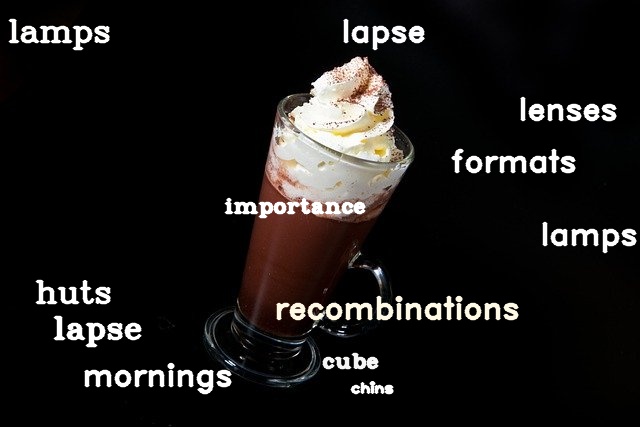 lamps
lapse
lenses
formats
importance
lamps
huts
recombinations
lapse
cube
mornings
chins